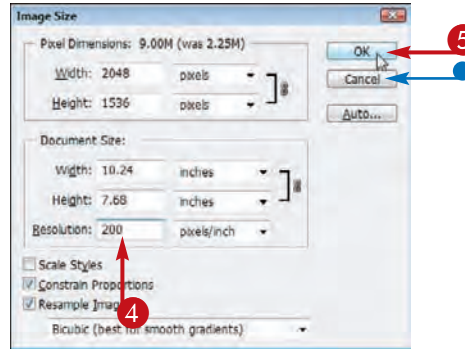 Image Size
Pixel Dimensions: 9.00M (was 2.25M)
Width: 2048 pixels
Height: 1536 pixels
OK
5
Cancel
Auto...
Document Size:
Width: 10.24 inches
Height: 7.68 inches
Resolution: 200 pixels/inch
Scale Styles
Constrain Proportions
Resample Image
4
Bicubic (best for smooth gradients)